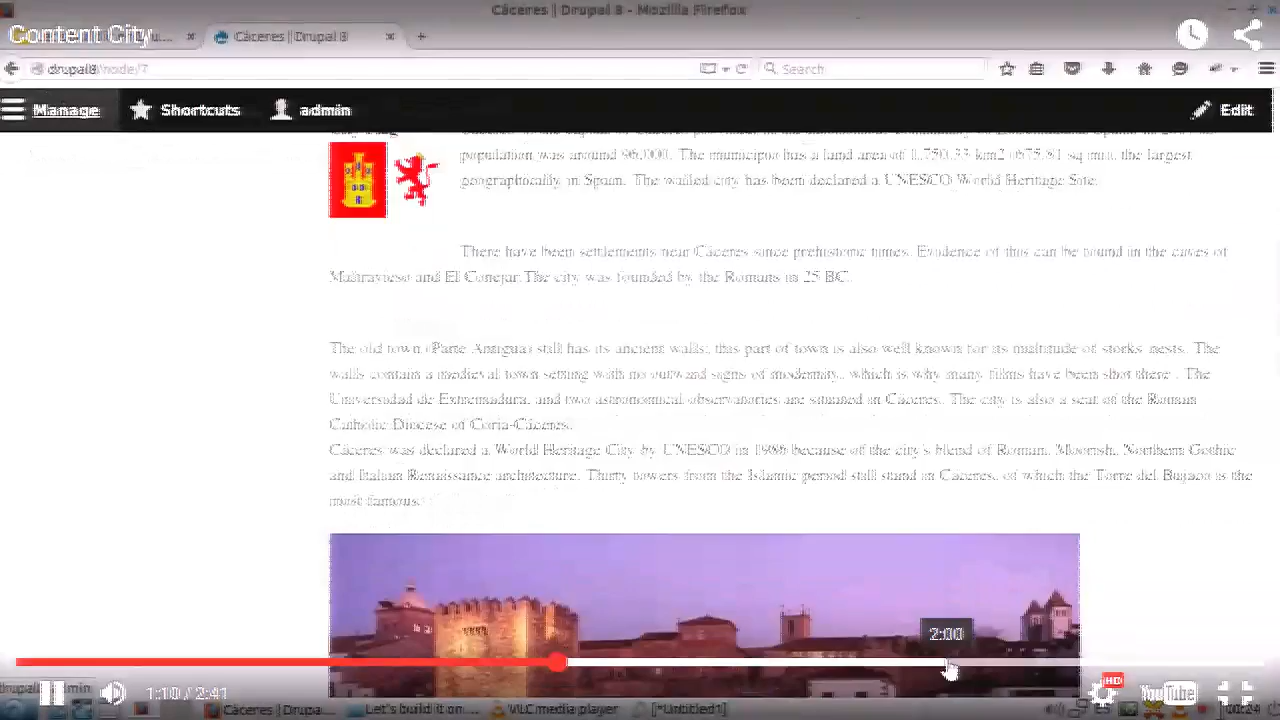 Cáceres | Drupal 8 - Mozilla Firefox
Content City
Cáceres | Drupal 8
drupal8/node/7
Search
Manage
Shortcuts
admin
Edit
population was around 96,000. The municipio has a land area of 1,750.33 km2 (675.81 sq mi), the largest
geographically in Spain. The walled city has been declared a UNESCO World Heritage Site.
There have been settlements near Cáceres since prehistoric times. Evidence of this can be found in the caves of
Maltravieso and El Conejar. The city was founded by the Romans in 25 BC.
The old town (Parte Antigua) still has its ancient walls; this part of town is also well known for its multitude of storks' nests. The
walls contain a medieval town setting with no outward signs of modernity, which is why many films have been shot there. The
Universidad de Extremadura, and two astronomical observatories are situated in Cáceres. The city is also a seat of the Roman
Catholic Diocese of Coria-Cáceres.
Cáceres was declared a World Heritage City by UNESCO in 1986 because of the city's blend of Roman, Moorish, Northern Gothic
and Italian Renaissance architecture. Thirty towers from the Islamic period still stand in Cáceres, of which the Torre del Bujaco is the
most famous.
2:00
1:10 / 2:41
HD
YouTube
Cáceres | Drupa...
Let's build it on ...
VLC media player
[*Untitled1]
00:24